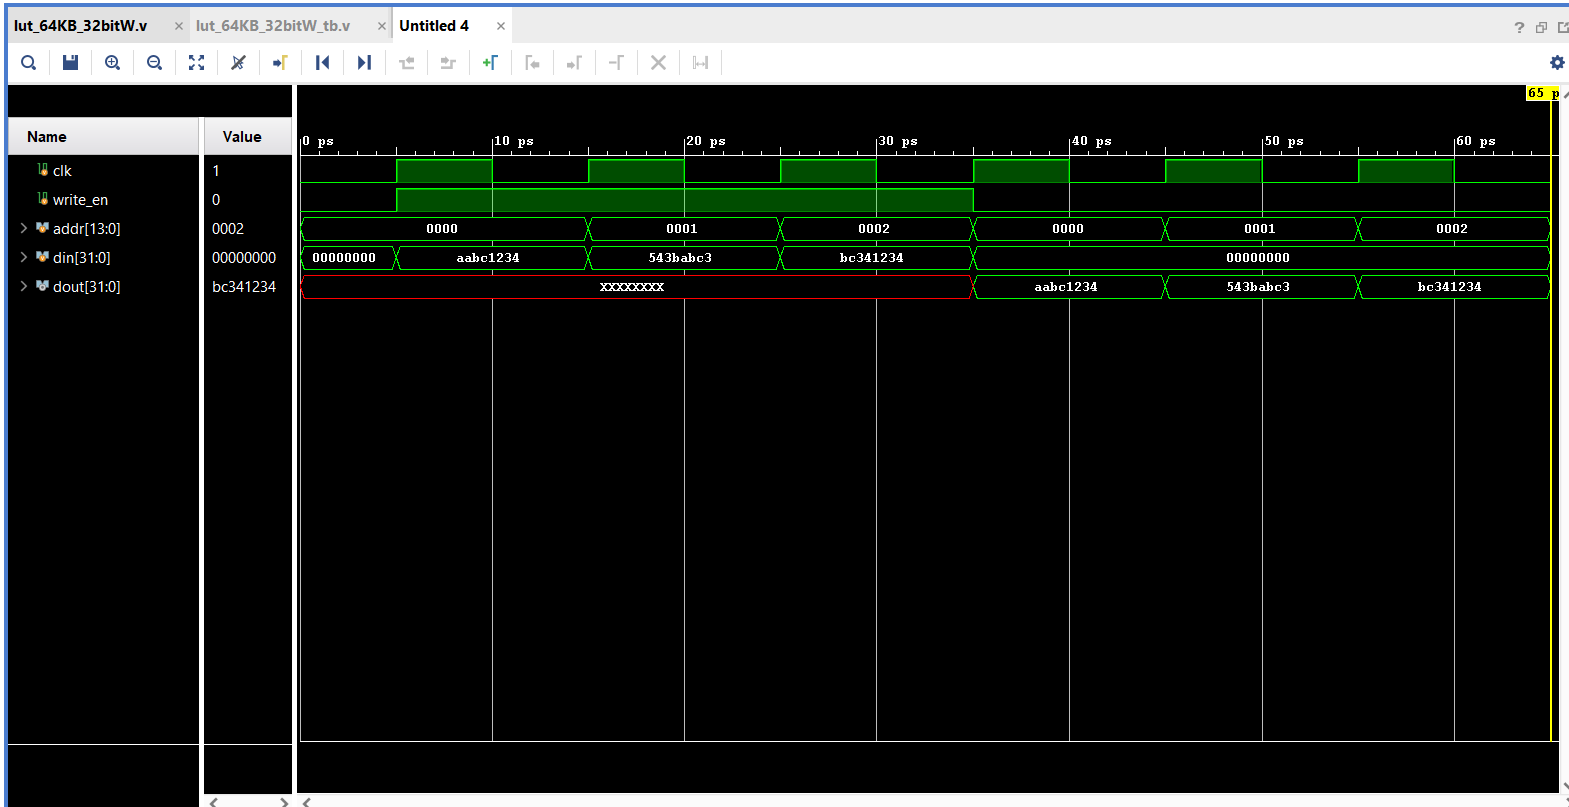 lut_64KB_32bitW.v × lut_64KB_32bitW_tb.v × Untitled 4 ×
?
65 p
Name Value
0 ps 10 ps 20 ps 30 ps 40 ps 50 ps 60 ps
clk 1
write_en 0
addr[13:0] 0002 0000 0001 0002 0000 0001 0002
din[31:0] 00000000 00000000 aabc1234 543babc3 bc341234 00000000
dout[31:0] bc341234 XXXXXXXX aabc1234 543babc3 bc341234